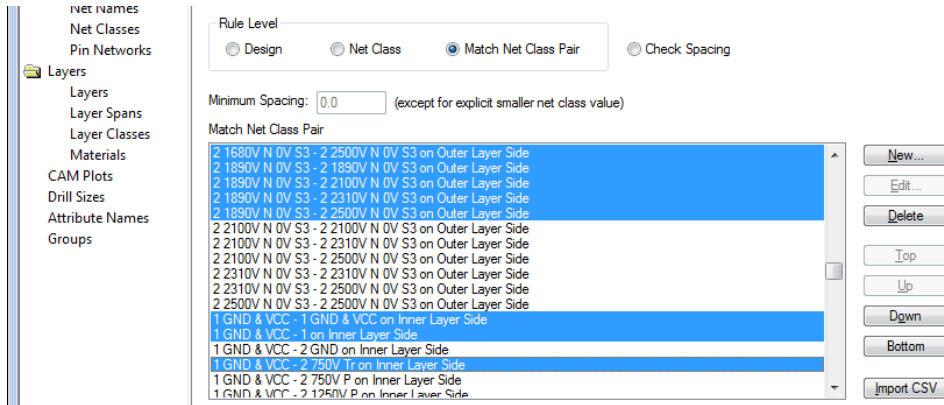 Net Names
Net Classes
Pin Networks
Layers
Layers
Layer Spans
Layer Classes
Materials
CAM Plots
Drill Sizes
Attribute Names
Groups
Rule Level
Design
Net Class
Match Net Class Pair
Check Spacing
Minimum Spacing: 0.0 (except for explicit smaller net class value)
Match Net Class Pair
2 1680V N 0V S3 - 2 2500V N 0V S3 on Outer Layer Side
2 1890V N 0V S3 - 2 1890V N 0V S3 on Outer Layer Side
2 1890V N 0V S3 - 2 2100V N 0V S3 on Outer Layer Side
2 1890V N 0V S3 - 2 2310V N 0V S3 on Outer Layer Side
2 1890V N 0V S3 - 2 2500V N 0V S3 on Outer Layer Side
2 2100V N 0V S3 - 2 2100V N 0V S3 on Outer Layer Side
2 2100V N 0V S3 - 2 2310V N 0V S3 on Outer Layer Side
2 2100V N 0V S3 - 2 2500V N 0V S3 on Outer Layer Side
2 2310V N 0V S3 - 2 2310V N 0V S3 on Outer Layer Side
2 2310V N 0V S3 - 2 2500V N 0V S3 on Outer Layer Side
2 2500V N 0V S3 - 2 2500V N 0V S3 on Outer Layer Side
1 GND & VCC - 1 GND & VCC on Inner Layer Side
1 GND & VCC - 1 on Inner Layer Side
1 GND & VCC - 2 GND on Inner Layer Side
1 GND & VCC - 2 750V Tr on Inner Layer Side
1 GND & VCC - 2 750V P on Inner Layer Side
1 GND & VCC - 2 1250V P on Inner Layer Side
New...
Edit...
Delete
Top
Up
Down
Bottom
Import CSV